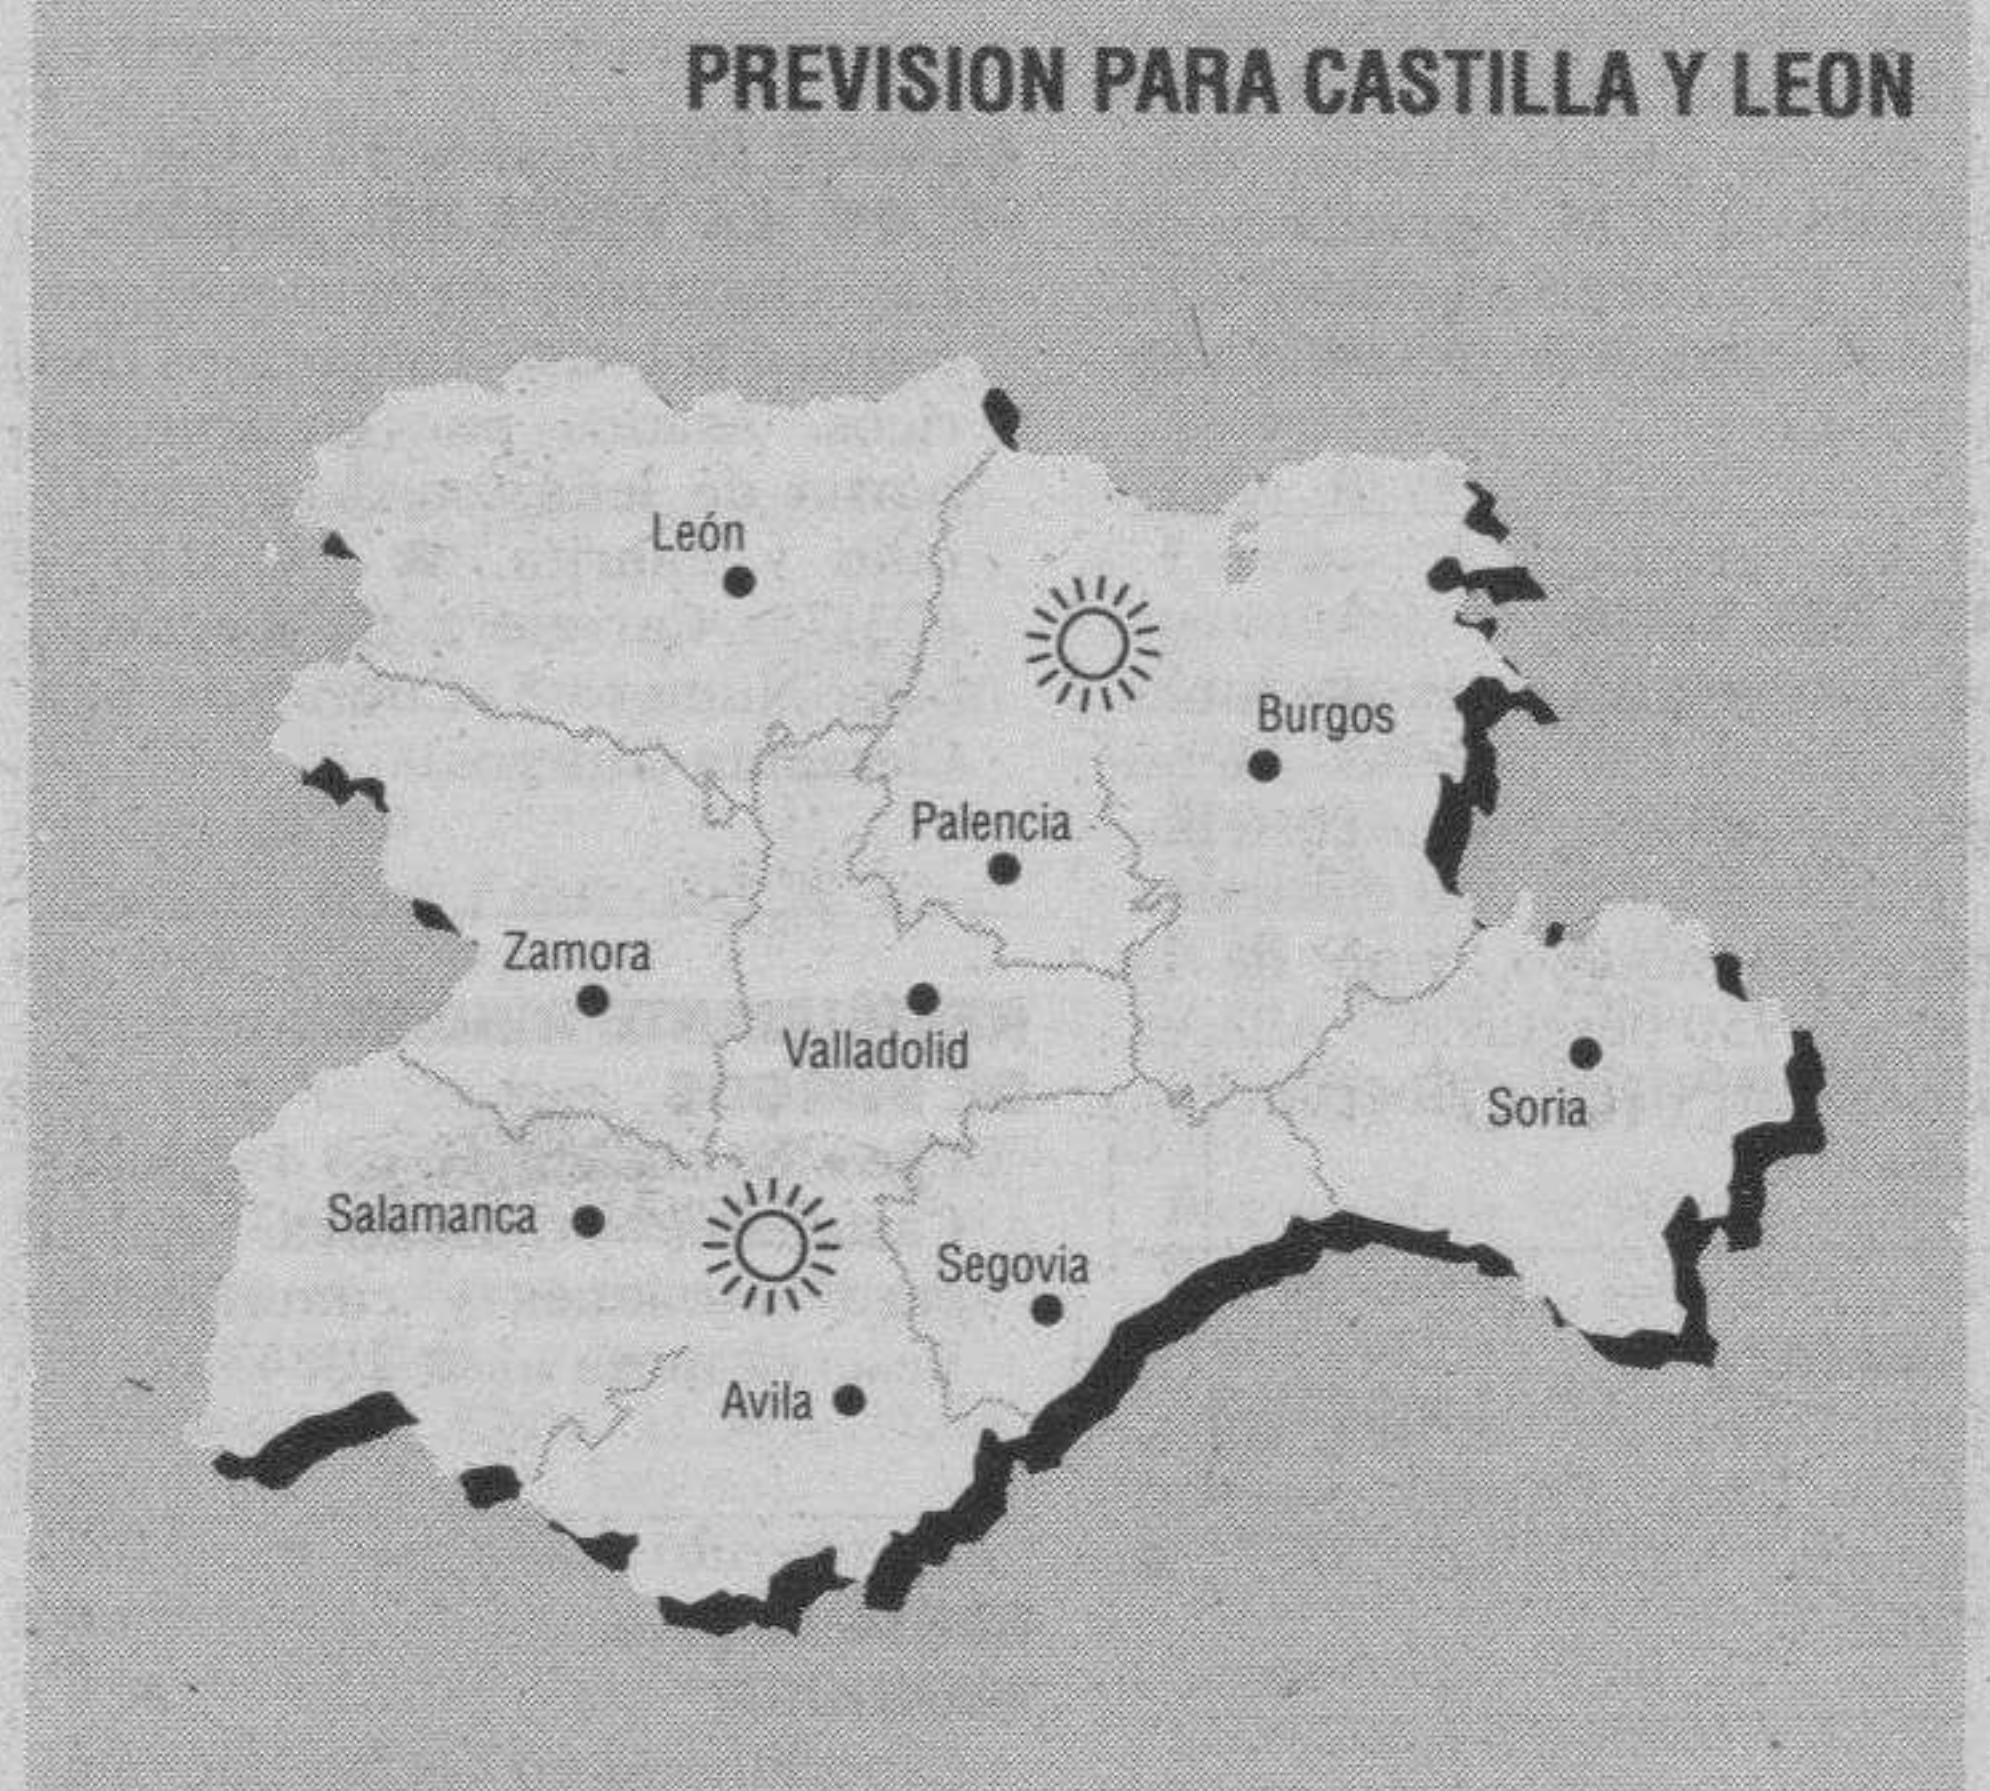 PREVISION PARA CASTILLA Y LEON
León
Burgos
Palencia
Zamora
Valladolid
Soria
Salamanca
Segovia
Avila